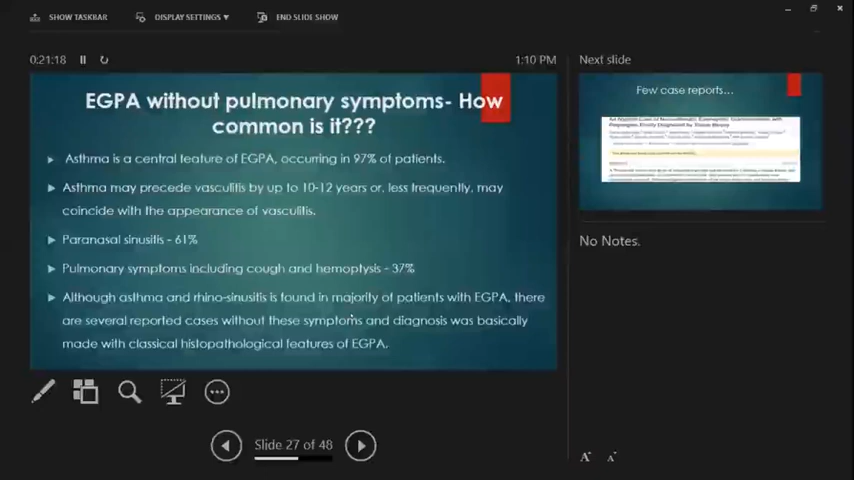 SHOW TASKBAR
DISPLAY SETTINGS
END SLIDE SHOW
0:21:18
1:10 PM
EGPA without pulmonary symptoms- How
common is it???
Asthma is a central feature of EGPA, occurring in 97% of patients.
Asthma may precede vasculitis by up to 10-12 years or, less frequently, may
coincide with the appearance of vasculitis.
Paranasal sinusitis - 61%
Pulmonary symptoms including cough and hemoptysis - 37%
Although asthma and rhino-sinusitis is found in majority of patients with EGPA, there
are several reported cases without these symptoms and diagnosis was basically
made with classical histopathological features of EGPA.
Slide 27 of 48
Next slide
Few case reports...
No Notes.
A
A